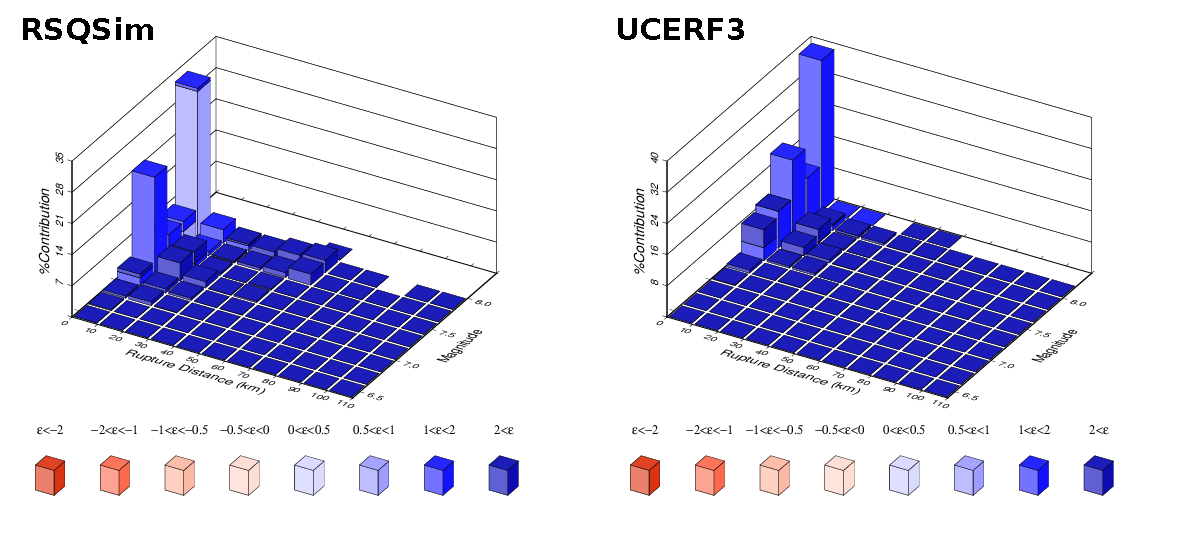 RSQSim
%Contribution
35
28
21
14
7
0
10
20
30
40
50
60
70
80
90
100
110
Rupture Distance (km)
Magnitude
8.0
7.5
7.0
6.5
ε<−2
−2<ε<−1
−1<ε<−0.5
−0.5<ε<0
0<ε<0.5
0.5<ε<1
1<ε<2
2<ε
UCERF3
%Contribution
40
32
24
16
8
0
10
20
30
40
50
60
70
80
90
100
110
Rupture Distance (km)
Magnitude
8.0
7.5
7.0
6.5
ε<−2
−2<ε<−1
−1<ε<−0.5
−0.5<ε<0
0<ε<0.5
0.5<ε<1
1<ε<2
2<ε